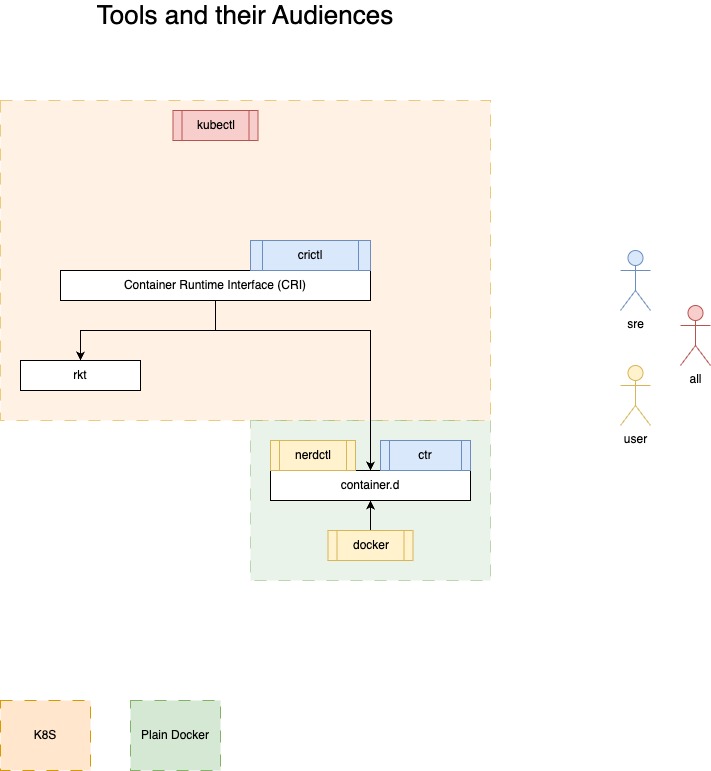 Tools and their Audiences
kubectl
crictl
Container Runtime Interface (CRI)
rkt
sre
all
user
nerdctl
ctr
container.d
docker
K8S
Plain Docker